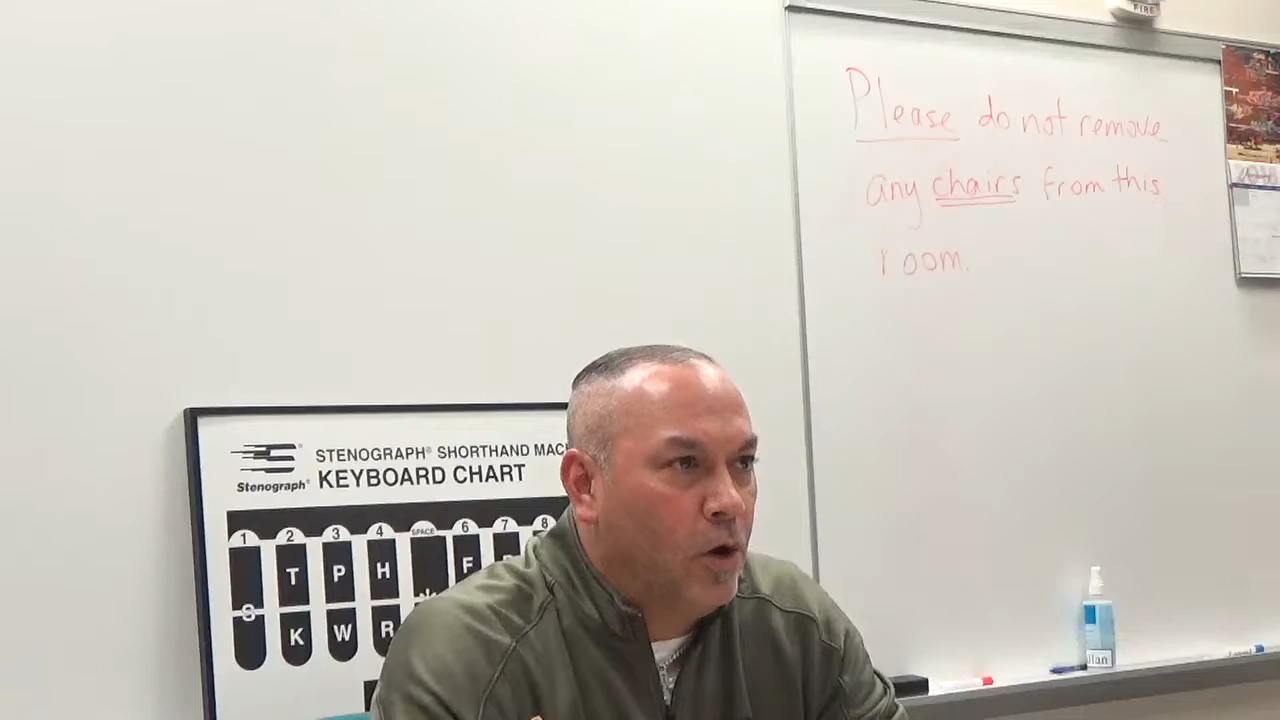 FIRE
Please do not remove
any chairs from this
room.
STENOGRAPH® SHORTHAND MAC
Stenograph® KEYBOARD CHART
1 2 3 4 SPACE 6 7 8
S T P H * F
K W R
llan